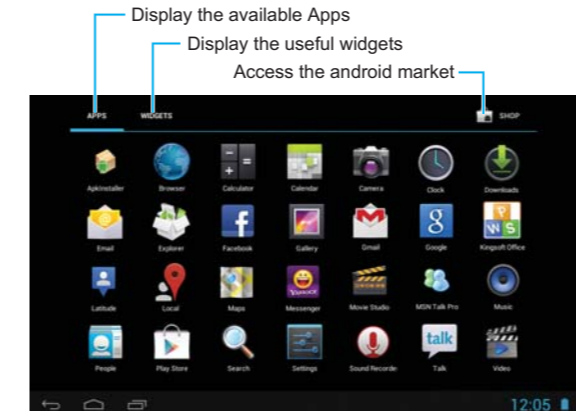 Display the available Apps
Display the useful widgets
Access the android market
APPS WIDGETS SHOP
ApkInstaller Browser Calculator Calendar Camera Clock Downloads
Email Explorer Facebook Gallery Gmail Google Kingsoft Office
Latitude Local Maps Messenger Movie Studio MSN Talk Pro Music
People Play Store Search Settings Sound Recorder Talk Video
12:05